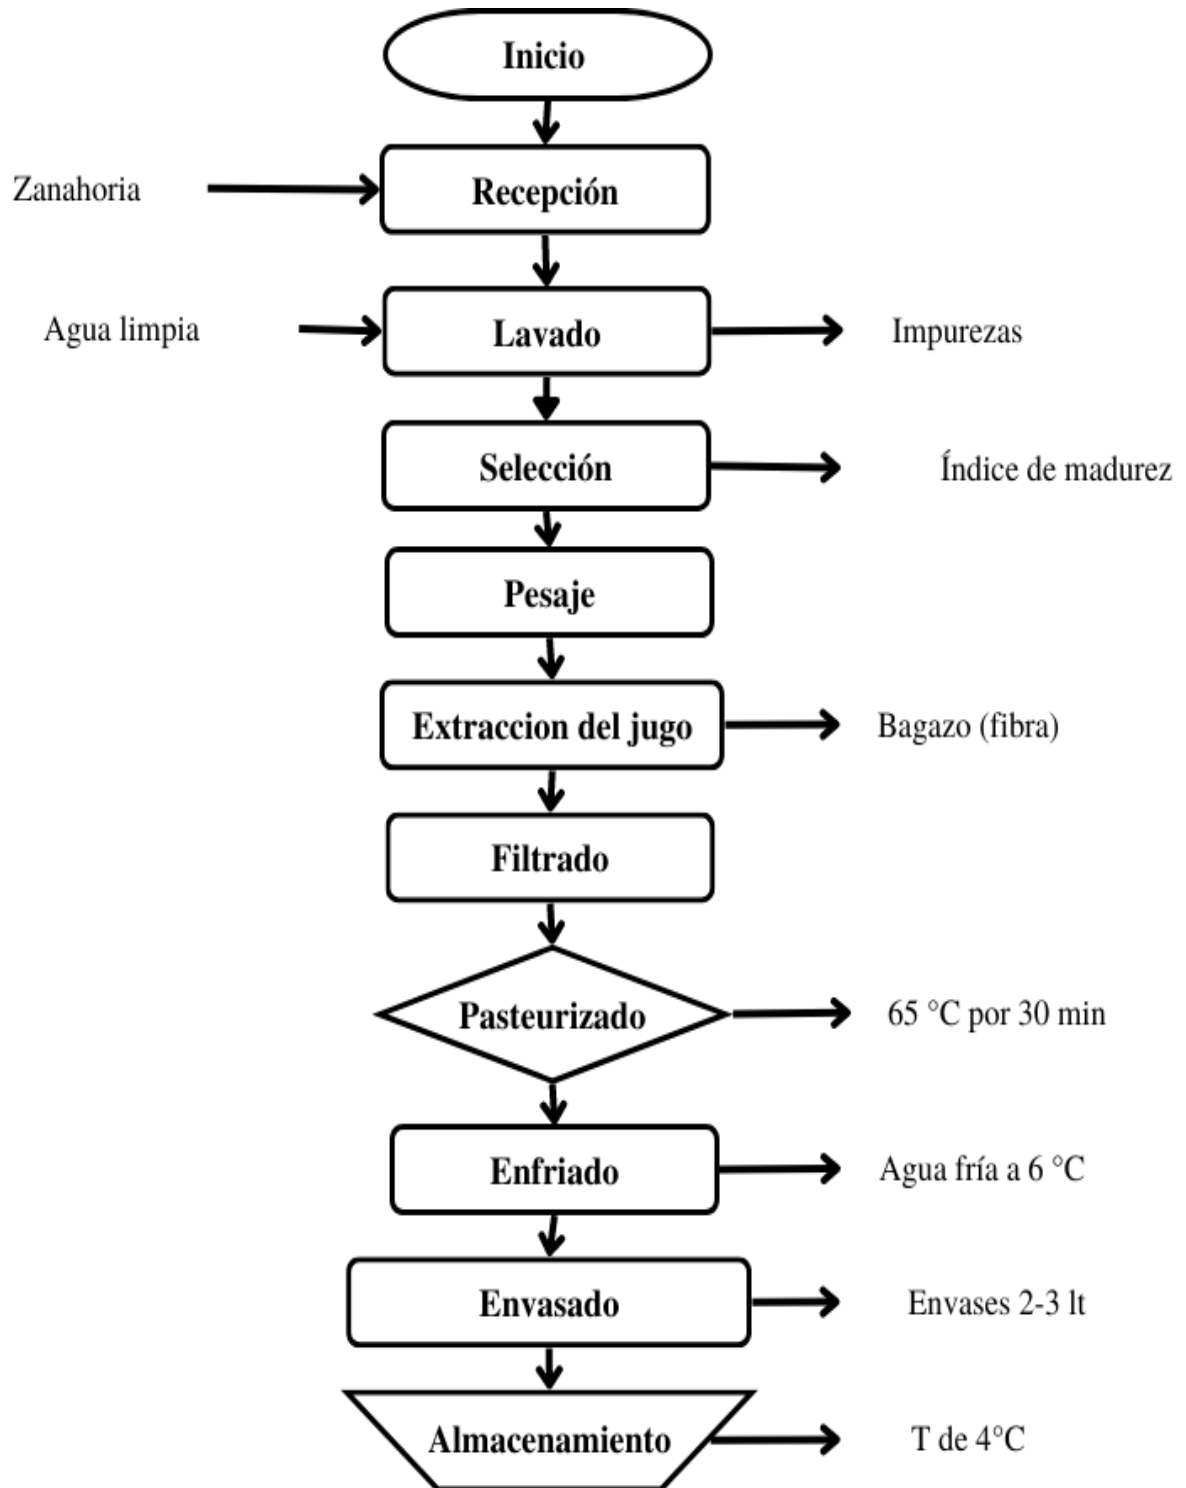 Inicio
Zanahoria
Recepción
Agua limpia
Lavado
Impurezas
Selección
Índice de madurez
Pesaje
Extraccion del jugo
Bagazo (fibra)
Filtrado
Pasteurizado
65 °C por 30 min
Enfriado
Agua fría a 6 °C
Envasado
Envases 2-3 lt
Almacenamiento
T de 4°C